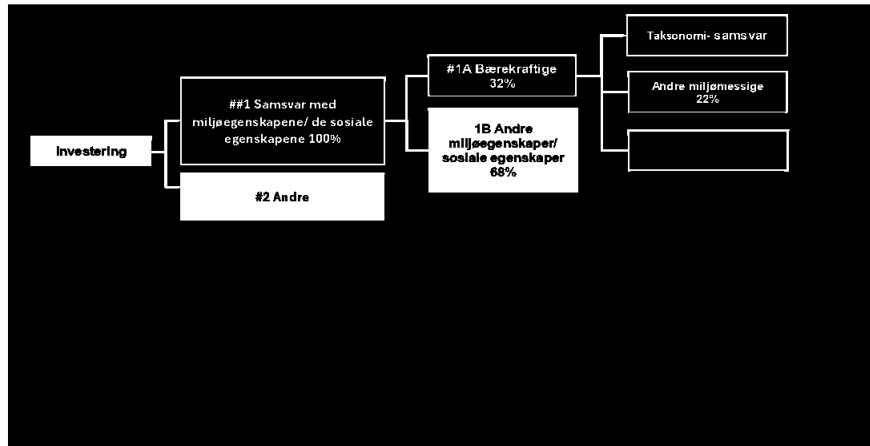 Investering
##1 Samsvar med
miljøegenskapene/ de sosiale
egenskapene 100%
#2 Andre
#1A Bærekraftige
32%
1B Andre
miljøegenskaper/
sosiale egenskaper
68%
Taksonomi- samsvar
Andre miljømessige
22%